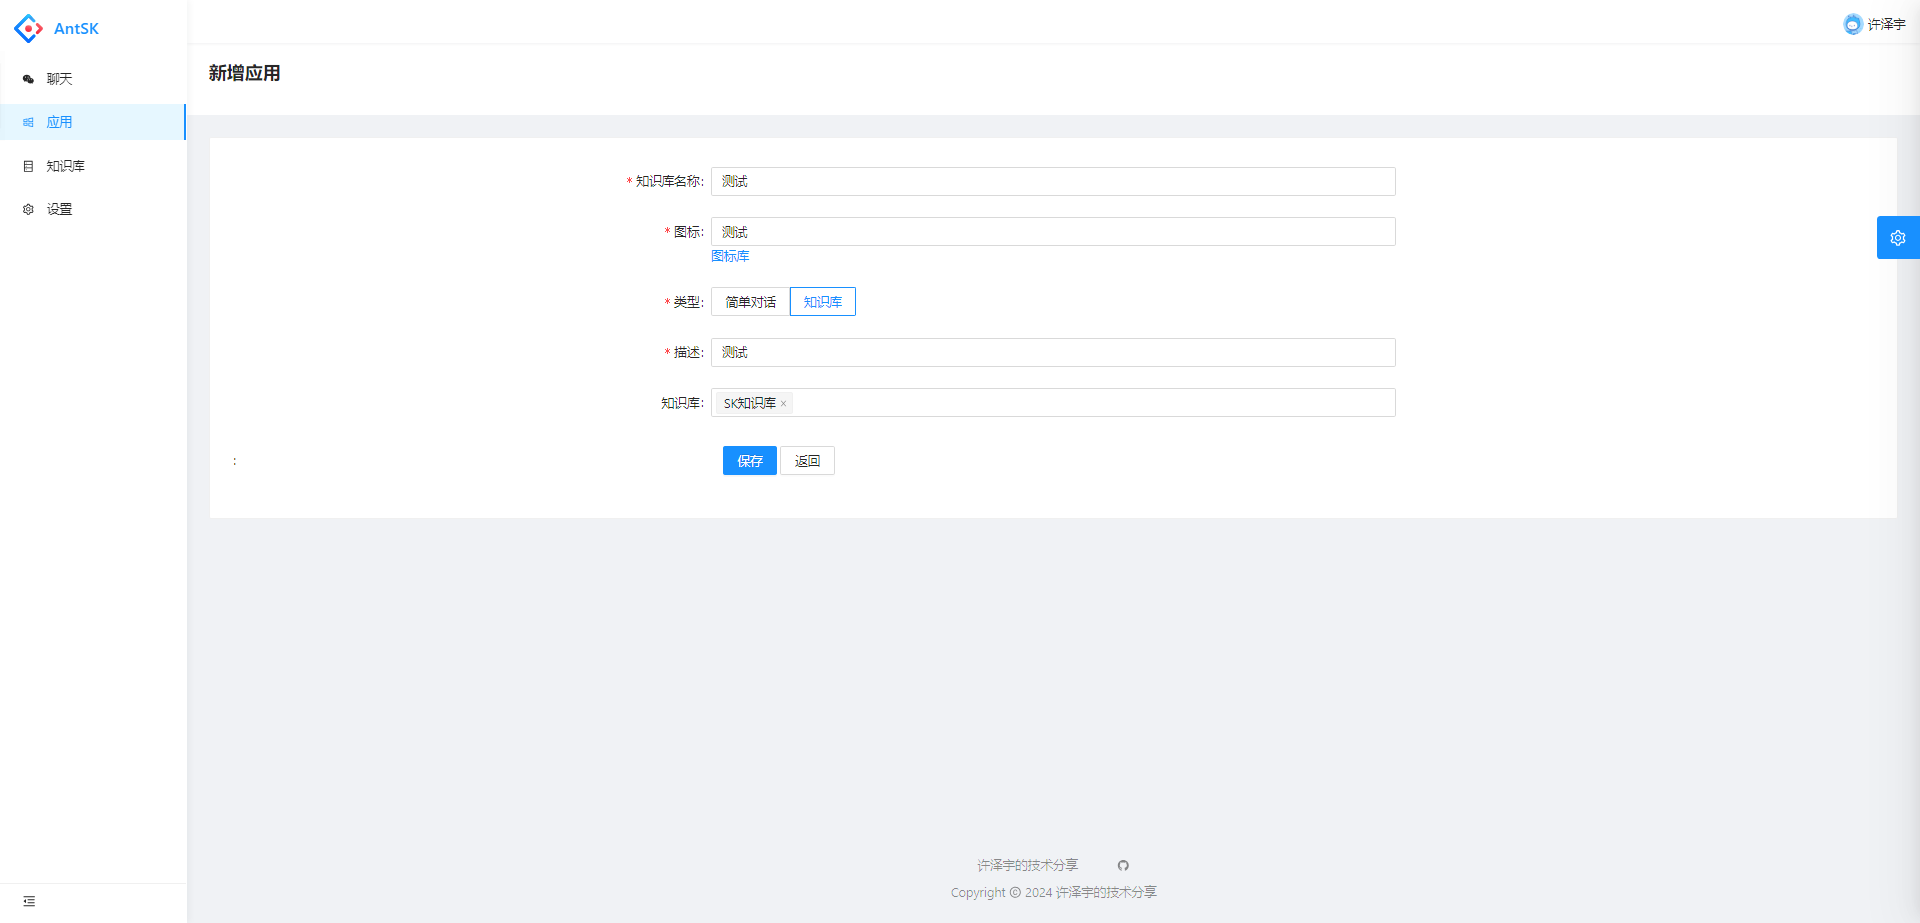 AntSK
许泽宇
聊天
应用
知识库
设置
新增应用
* 知识库名称: 测试
* 图标: 测试
图标库
* 类型: 简单对话 知识库
* 描述: 测试
知识库: SK知识库 ×
: 保存 返回
许泽宇的技术分享
Copyright © 2024 许泽宇的技术分享